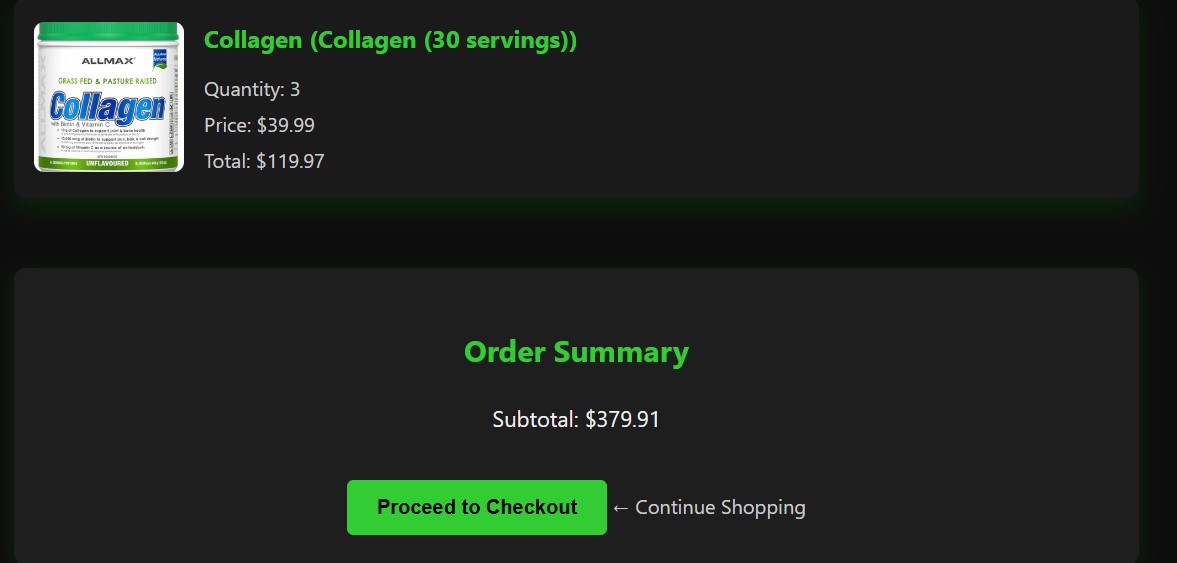 Collagen (Collagen (30 servings))
Quantity: 3
Price: $39.99
Total: $119.97
ALLMAX
GRASS FED & PASTURE RAISED
Collagen
with Biotin & Vitamin C
UNFLAVOURED
Order Summary
Subtotal: $379.91
Proceed to Checkout
← Continue Shopping